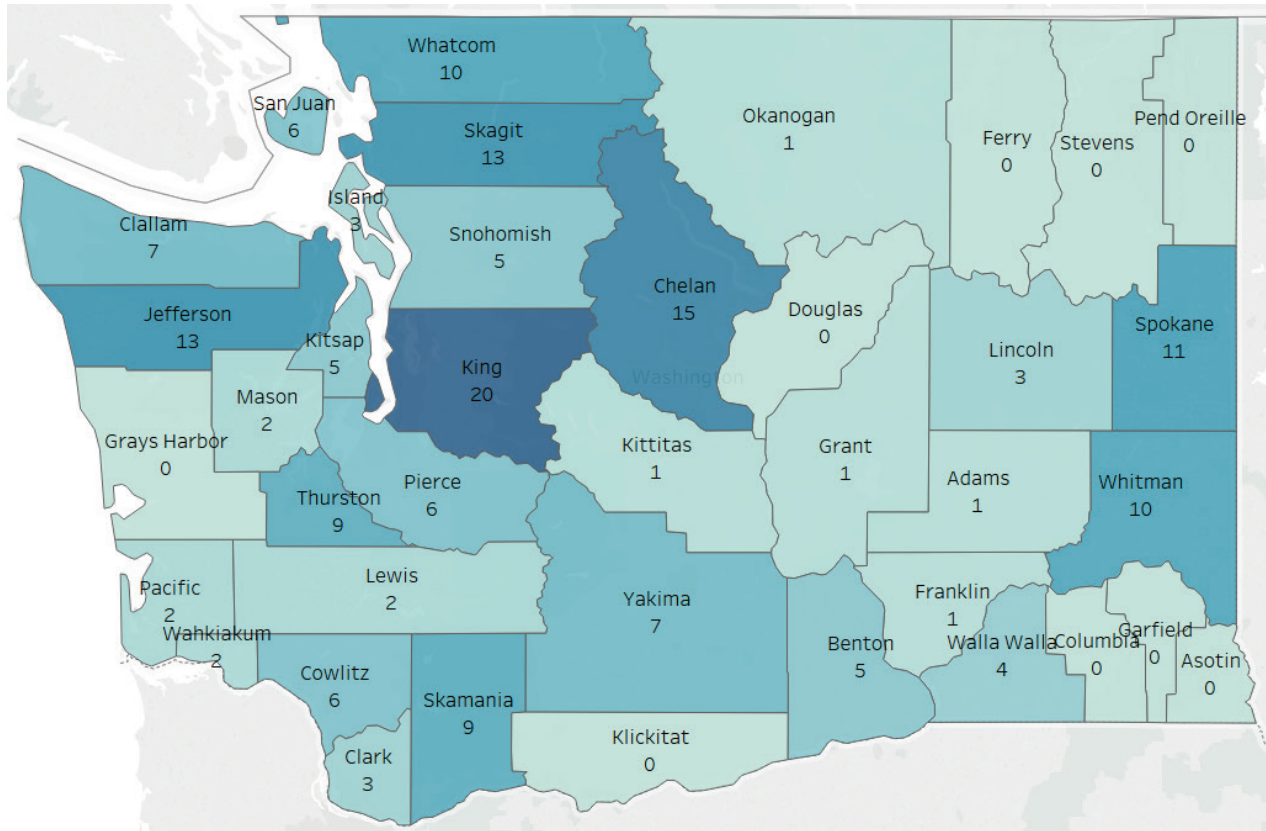 Whatcom
10
San Juan
6
Skagit
13
Okanogan
1
Ferry
0
Stevens
0
Pend Oreille
0
Island
3
Clallam
7
Snohomish
5
Chelan
15
Douglas
0
Jefferson
13
Kitsap
5
King
20
Washington
Lincoln
3
Spokane
11
Mason
2
Grays Harbor
0
Kittitas
1
Grant
1
Adams
1
Whitman
10
Thurston
9
Pierce
6
Pacific
2
Lewis
2
Wahkiakum
2
Yakima
7
Benton
5
Franklin
1
Walla Walla
4
Columbia
0
Garfield
0
Asotin
0
Cowlitz
6
Skamania
9
Clark
3
Klickitat
0